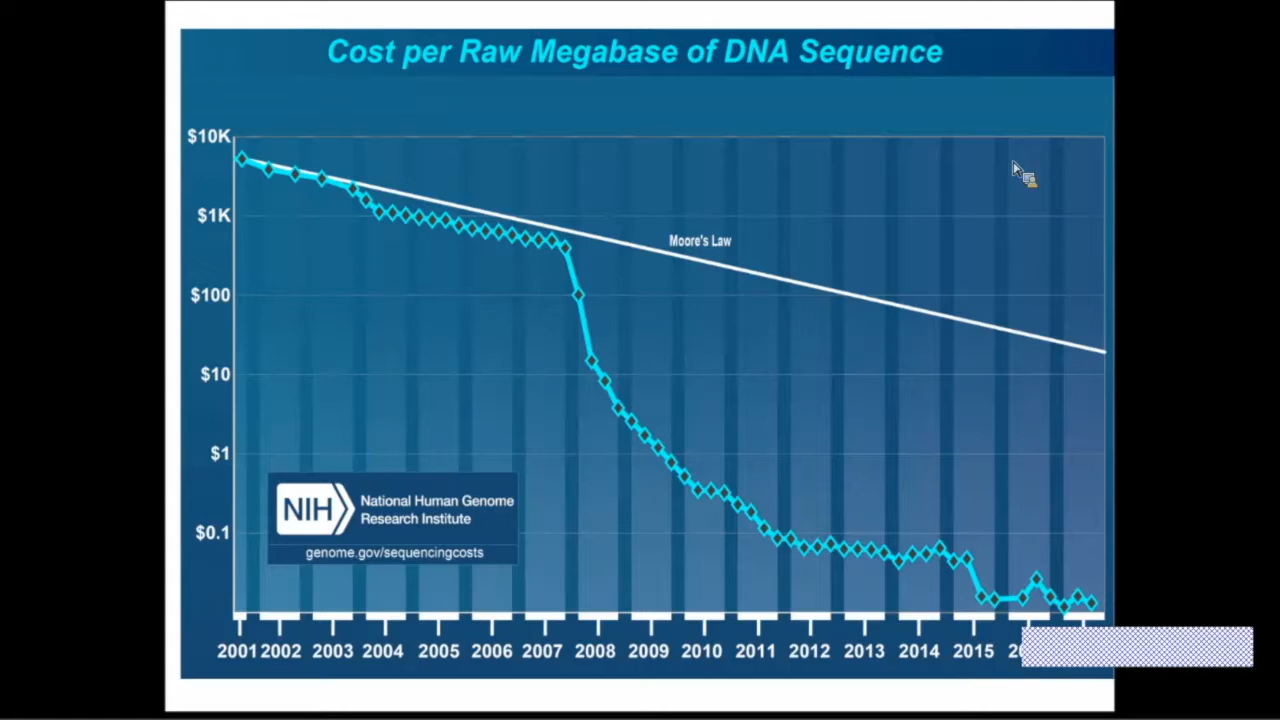 Cost per Raw Megabase of DNA Sequence
$10K
$1K
Moore's Law
$100
$10
$1
$0.1
NIH
National Human Genome
Research Institute
genome.gov/sequencingcosts
2001 2002 2003 2004 2005 2006 2007 2008 2009 2010 2011 2012 2013 2014 2015